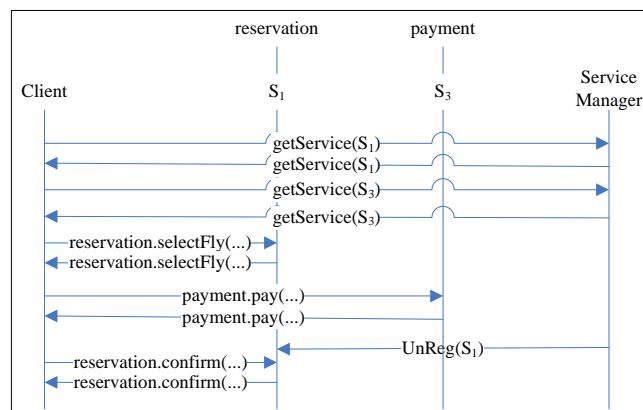 reservation payment
Client S₁ S₃ Service
Manager
getService(S₁)
getService(S₁)
getService(S₃)
getService(S₃)
reservation.selectFly(...)
reservation.selectFly(...)
payment.pay(...)
payment.pay(...)
UnReg(S₁)
reservation.confirm(...)
reservation.confirm(...)